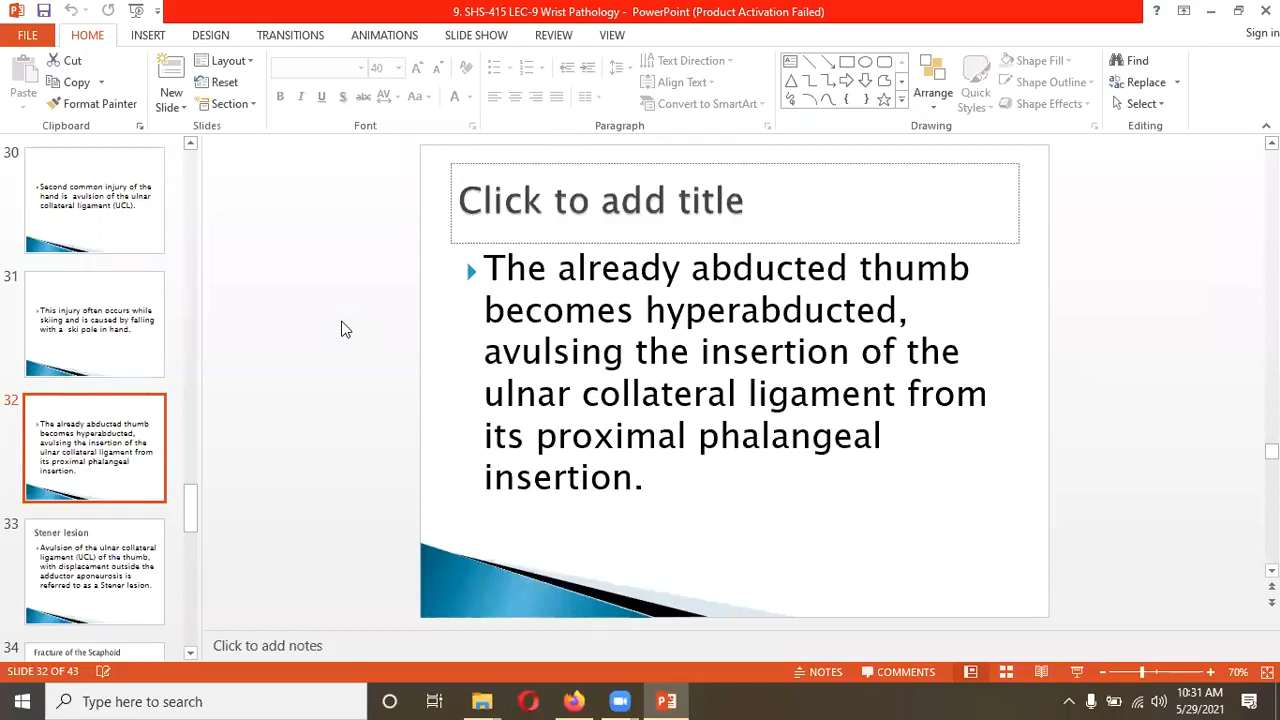 9. SHS-415 LEC-9 Wrist Pathology - PowerPoint (Product Activation Failed)
FILE HOME INSERT DESIGN TRANSITIONS ANIMATIONS SLIDE SHOW REVIEW VIEW Sign in
Cut
Copy
Format Painter
Paste
Clipboard
New
Slide
Layout
Reset
Section
Slides
40
B I U S abc AV Aa A
Font
Text Direction
Align Text
Convert to SmartArt
Paragraph
Arrange
Quick
Styles
Shape Fill
Shape Outline
Shape Effects
Drawing
Find
Replace
Select
Editing
30
Second common injury of the
hand is avulsion of the ulnar
collateral ligament (UCL).
31
This injury often occurs while
skiing and is caused by falling
with a ski pole in hand.
32
The already abducted thumb
becomes hyperabducted,
avulsing the insertion of the
ulnar collateral ligament from
its proximal phalangeal
insertion.
33
Stener lesion
Avulsion of the ulnar collateral
ligament (UCL) of the thumb,
with displacement outside the
adductor aponeurosis is
referred to as a Stener lesion.
34
Fracture of the Scaphoid
Click to add title
The already abducted thumb
becomes hyperabducted,
avulsing the insertion of the
ulnar collateral ligament from
its proximal phalangeal
insertion.
Click to add notes
SLIDE 32 OF 43 NOTES COMMENTS 70%
Type here to search
10:31 AM
5/29/2021